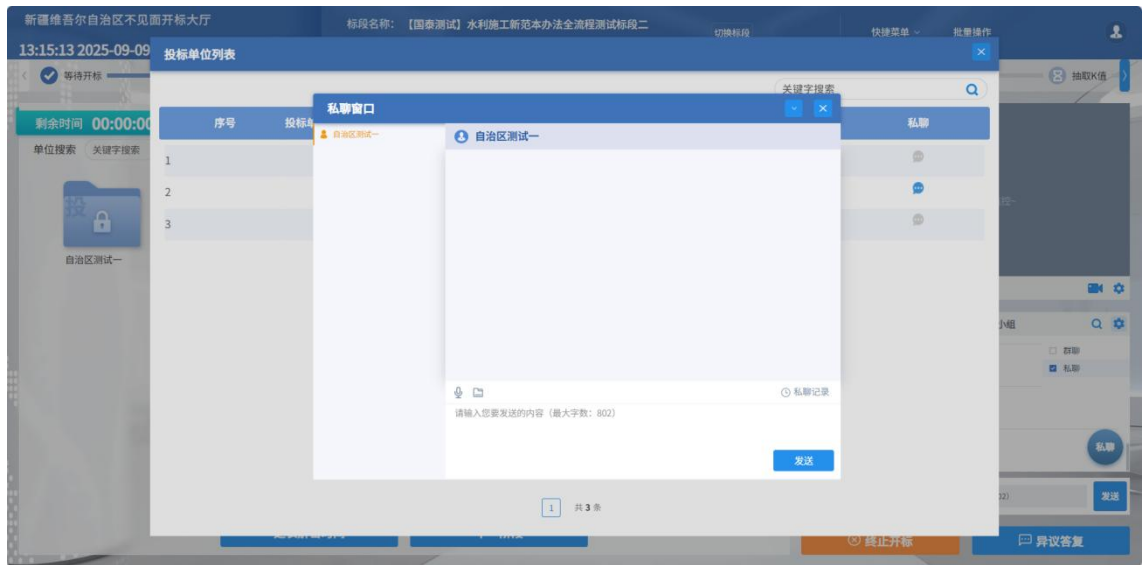 新疆维吾尔自治区不见面开标大厅
标段名称: 【国泰测试】水利施工新范本办法全流程测试标段二
切换标段
快捷菜单
批量操作
13:15:13 2025-09-09
投标单位列表
等待开标
抽取K值
关键字搜索
剩余时间 00:00:00
序号
投标单
私聊
私聊窗口
自治区测试一
自治区测试一
单位搜索
关键字搜索
1
2
3
投
自治区测试一
小组
群聊
私聊
私聊记录
请输入您要发送的内容（最大字数：802）
发送
私聊
1
共 3 条
02)
发送
终止开标
异议答复